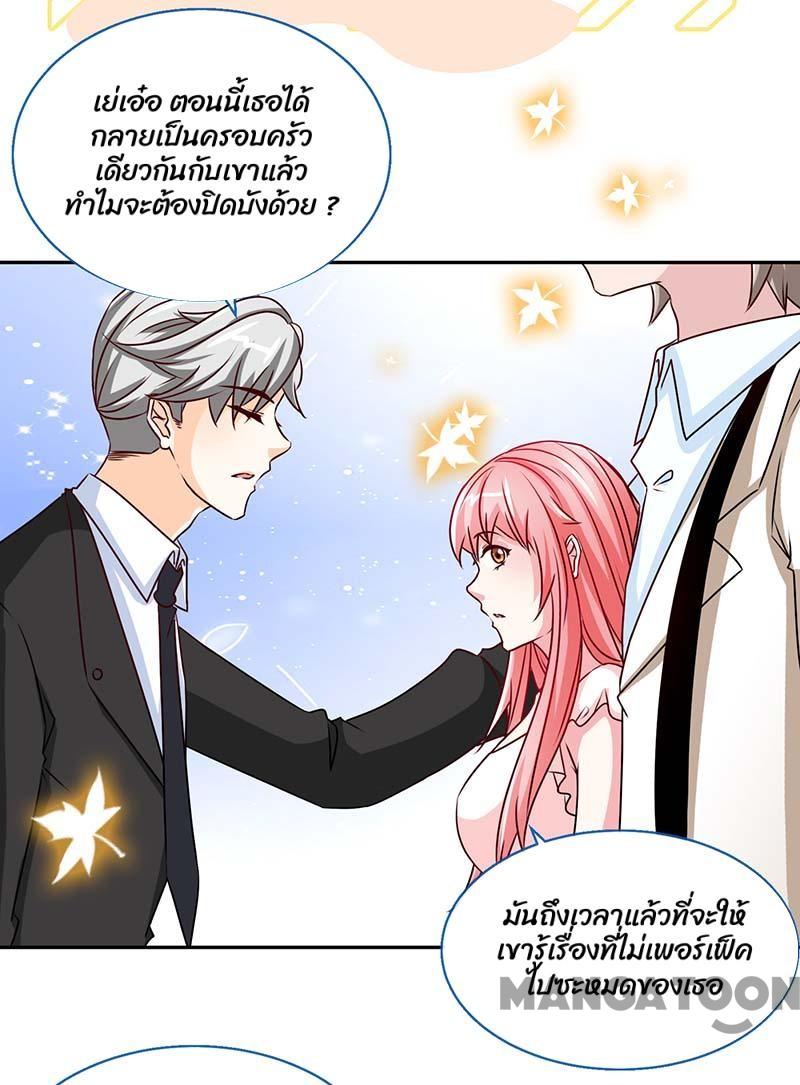 เย่เอ๋อ ตอนนี้เธอได้
กลายเป็นครอบครัว
เดียวกันกับเขาแล้ว
ทำไมจะต้องปิดบังด้วย ?
มันถึงเวลาแล้วที่จะให้
เขารู้เรื่องที่ไม่เพอร์เฟ็ค
ไปซะหมดของเธอ
MANGATOON